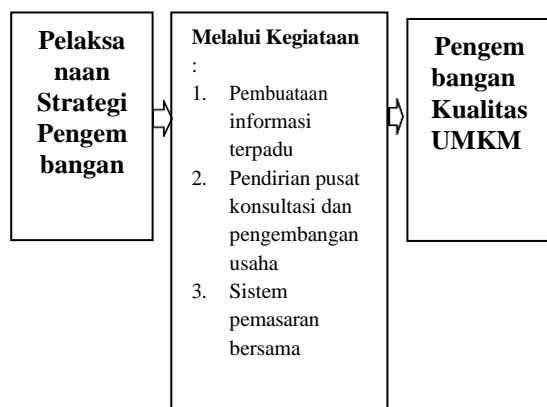 Pelaksa
naan
Strategi
Pengem
bangan
Melalui Kegiataan
:
1. Pembuataan
informasi
terpadu
2. Pendirian pusat
konsultasi dan
pengembangan
usaha
3. Sistem
pemasaran
bersama
Pengem
bangan
Kualitas
UMKM